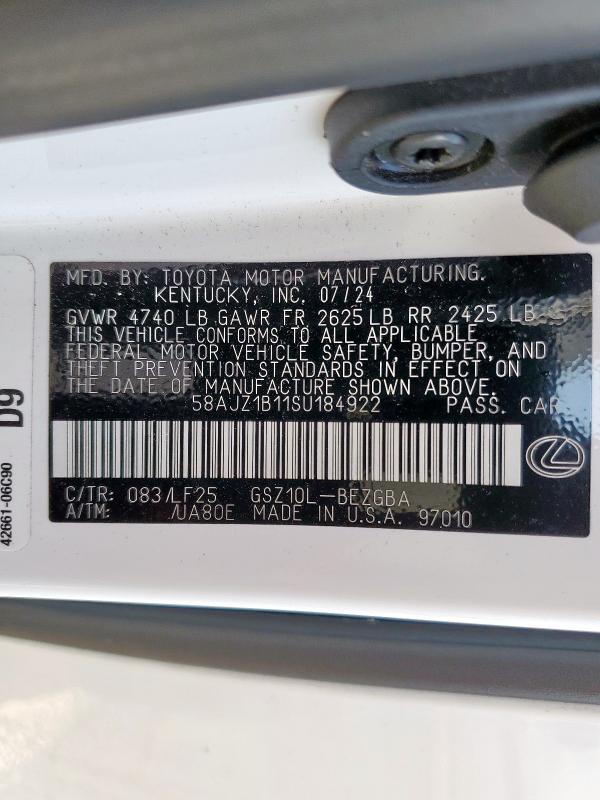 MFD. BY: TOYOTA MOTOR MANUFACTURING.
KENTUCKY, INC. 07/24
GVWR 4740 LB GAWR FR 2625 LB RR 2425 LB
THIS VEHICLE CONFORMS TO ALL APPLICABLE
FEDERAL MOTOR VEHICLE SAFETY, BUMPER, AND
THEFT PREVENTION STANDARDS IN EFFECT ON
THE DATE OF MANUFACTURE SHOWN ABOVE.
58AJZ1B11SU184922 PASS. CAR
C/TR: 083/LF25 GSZ10L-BEZGBA
A/TM: /UA80E MADE IN U.S.A. 97010
D9
42661-06C90